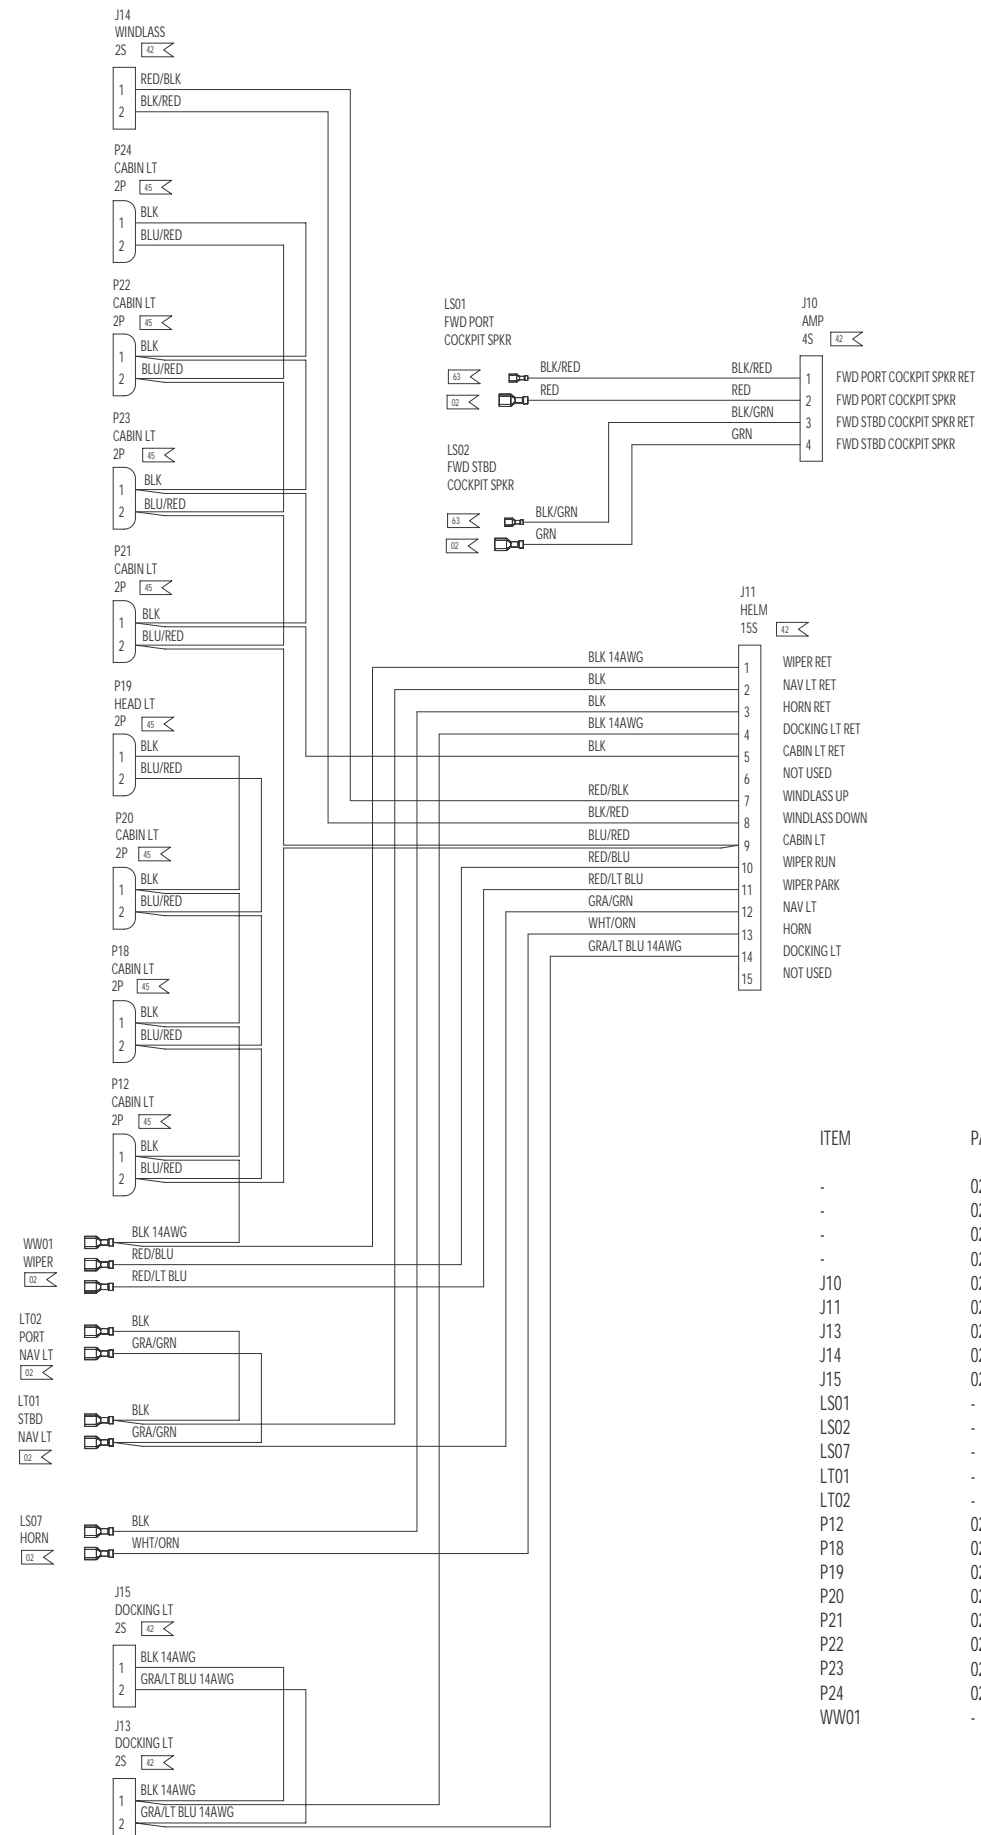 J14
WINDLASS
2S 42
1 RED/BLK
2 BLK/RED
P24
CABIN LT
2P 45
1 BLK
2 BLU/RED
P22
CABIN LT
2P 45
1 BLK
2 BLU/RED
P23
CABIN LT
2P 45
1 BLK
2 BLU/RED
P21
CABIN LT
2P 45
1 BLK
2 BLU/RED
P19
HEAD LT
2P 45
1 BLK
2 BLU/RED
P20
CABIN LT
2P 45
1 BLK
2 BLU/RED
P18
CABIN LT
2P 45
1 BLK
2 BLU/RED
P12
CABIN LT
2P 45
1 BLK
2 BLU/RED
WW01
WIPER
02
BLK 14AWG
RED/BLU
RED/LT BLU
LT02
PORT
NAV LT
02
BLK
GRA/GRN
LT01
STBD
NAV LT
02
BLK
GRA/GRN
LS07
HORN
02
BLK
WHT/ORN
J15
DOCKING LT
2S 42
1 BLK 14AWG
2 GRA/LT BLU 14AWG
J13
DOCKING LT
2S 42
1 BLK 14AWG
2 GRA/LT BLU 14AWG
LS01
FWD PORT
COCKPIT SPKR
63 BLK/RED
02 RED
LS02
FWD STBD
COCKPIT SPKR
63 BLK/GRN
02 GRN
J10
AMP
4S 42
BLK/RED 1 FWD PORT COCKPIT SPKR RET
RED 2 FWD PORT COCKPIT SPKR
BLK/GRN 3 FWD STBD COCKPIT SPKR RET
GRN 4 FWD STBD COCKPIT SPKR
J11
HELM
15S 42
BLK 14AWG 1 WIPER RET
BLK 2 NAV LT RET
BLK 3 HORN RET
BLK 14AWG 4 DOCKING LT RET
BLK 5 CABIN LT RET
6 NOT USED
RED/BLK 7 WINDLASS UP
BLK/RED 8 WINDLASS DOWN
BLU/RED 9 CABIN LT
RED/BLU 10 WIPER RUN
RED/LT BLU 11 WIPER PARK
GRA/GRN 12 NAV LT
WHT/ORN 13 HORN
GRA/LT BLU 14AWG 14 DOCKING LT
15 NOT USED
ITEM
-
-
-
-
J10
J11
J13
J14
J15
LS01 -
LS02 -
LS07 -
LT01 -
LT02 -
P12
P18
P19
P20
P21
P22
P23
P24
WW01 -